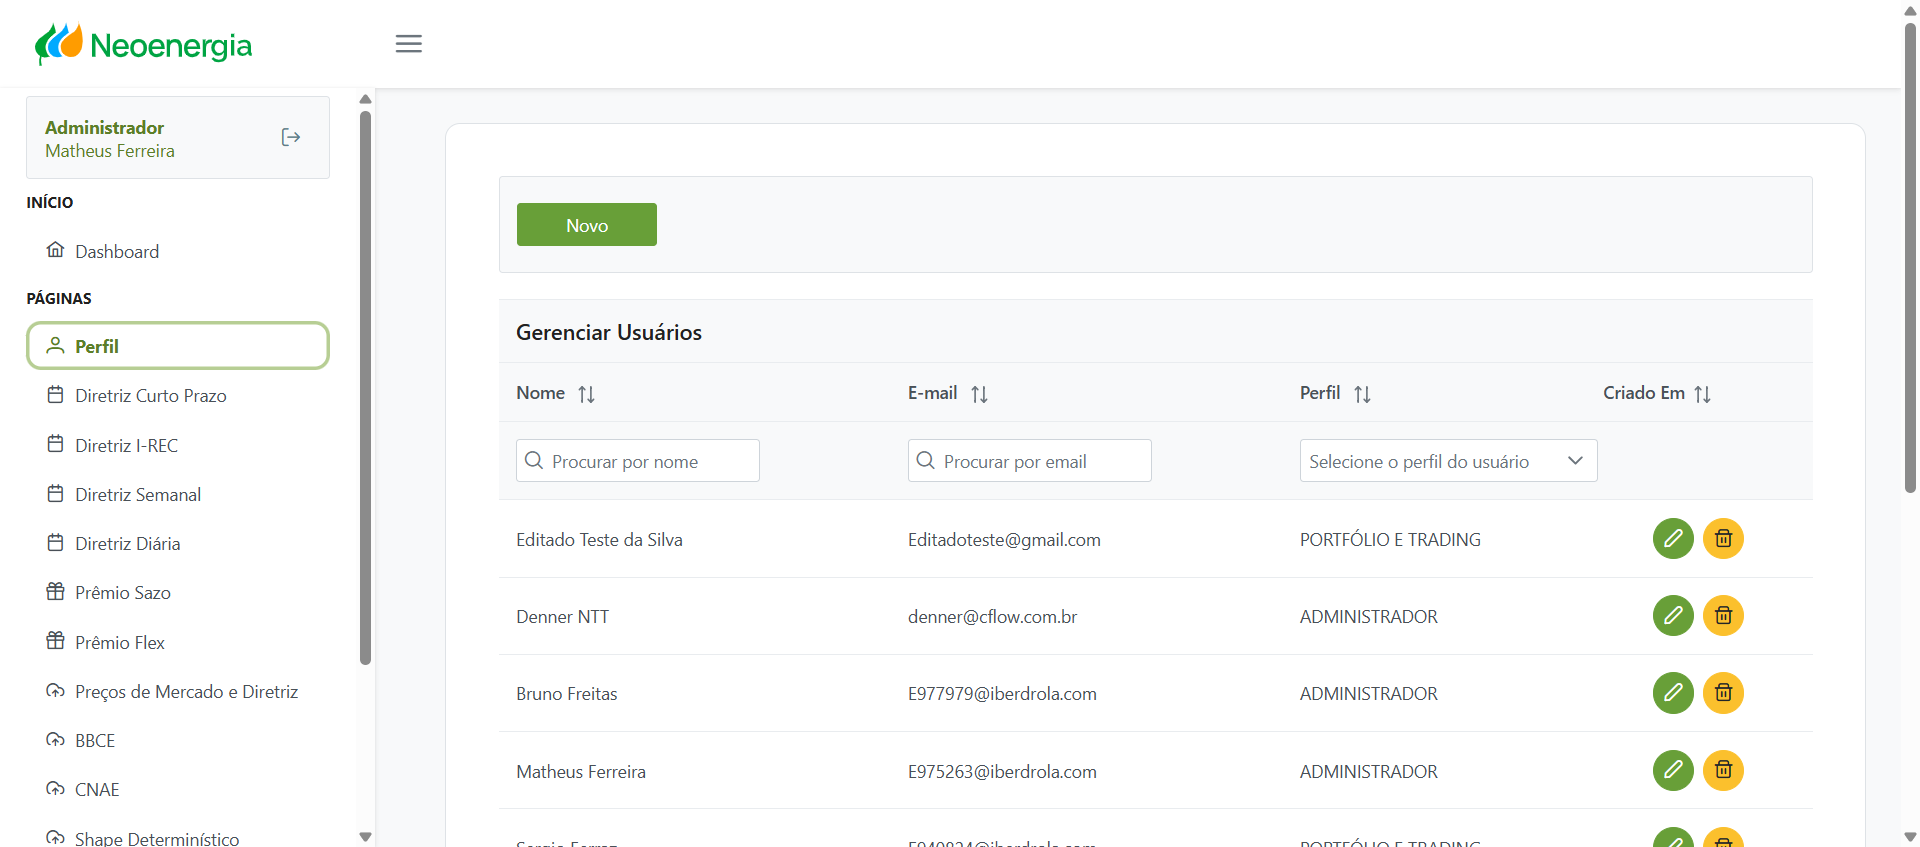 Neoenergia
Administrador
Matheus Ferreira
INÍCIO
Dashboard
PÁGINAS
Perfil
Diretriz Curto Prazo
Diretriz I-REC
Diretriz Semanal
Diretriz Diária
Prêmio Sazo
Prêmio Flex
Preços de Mercado e Diretriz
BBCE
CNAE
Shape Determinístico
Novo
Gerenciar Usuários
Nome E-mail Perfil Criado Em
Procurar por nome Procurar por email Selecione o perfil do usuário
Editado Teste da Silva Editadoteste@gmail.com PORTFÓLIO E TRADING
Denner NTT denner@cflow.com.br ADMINISTRADOR
Bruno Freitas E977979@iberdrola.com ADMINISTRADOR
Matheus Ferreira E975263@iberdrola.com ADMINISTRADOR
PORTFÓLIO E TRADING